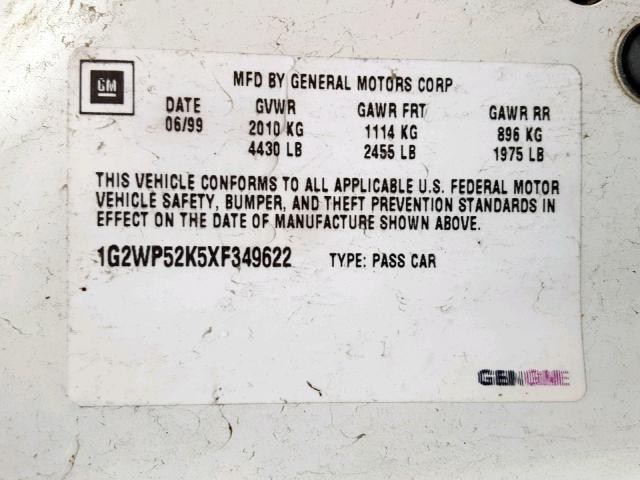 GM
MFD BY GENERAL MOTORS CORP
DATE GVWR GAWR FRT GAWR RR
06/99 2010 KG 1114 KG 896 KG
4430 LB 2455 LB 1975 LB
THIS VEHICLE CONFORMS TO ALL APPLICABLE U.S. FEDERAL MOTOR
VEHICLE SAFETY, BUMPER, AND THEFT PREVENTION STANDARDS IN
EFFECT ON THE DATE OF MANUFACTURE SHOWN ABOVE.
1G2WP52K5XF349622 TYPE: PASS CAR